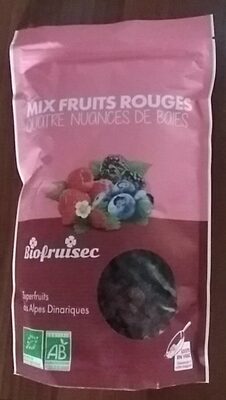 MIX FRUITS ROUGES
QUATRE NUANCES DE BAIES
Biofruisec
Superfruits
des Alpes Dinariques
AB